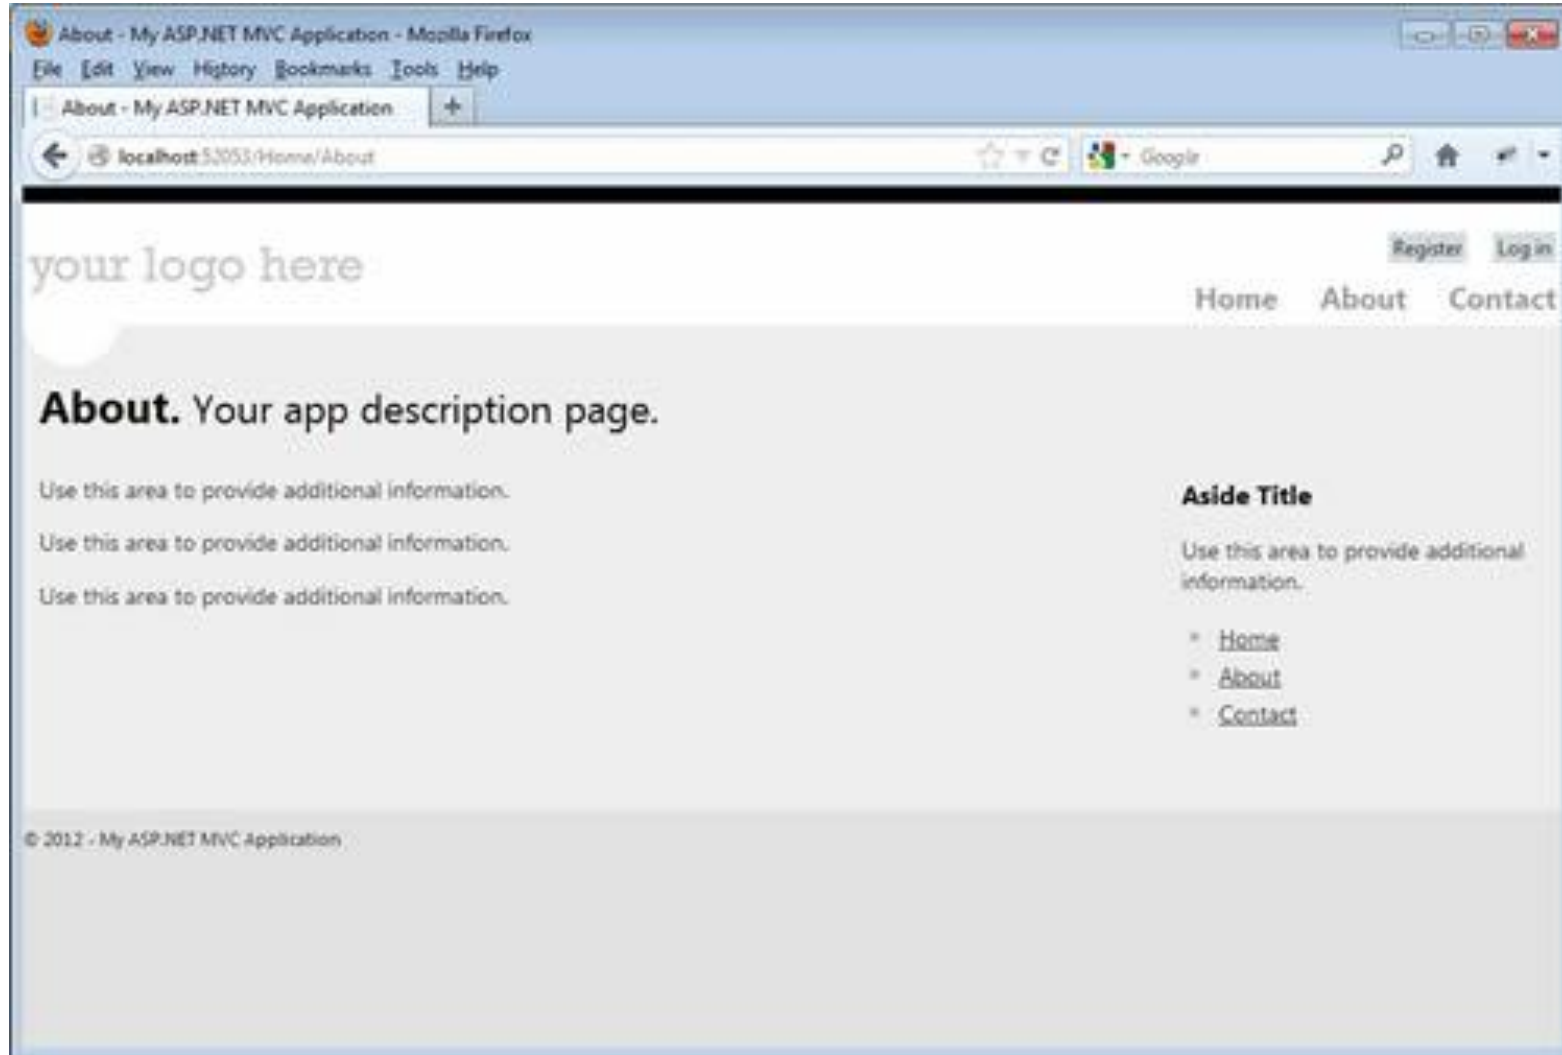 About - My ASP.NET MVC Application - Mozilla Firefox
File Edit View History Bookmarks Tools Help
About - My ASP.NET MVC Application
localhost:52053/Home/About
Google
your logo here
Register Log in
Home About Contact
About. Your app description page.
Use this area to provide additional information.
Use this area to provide additional information.
Use this area to provide additional information.
Aside Title
Use this area to provide additional
information.
Home
About
Contact
© 2012 - My ASP.NET MVC Application